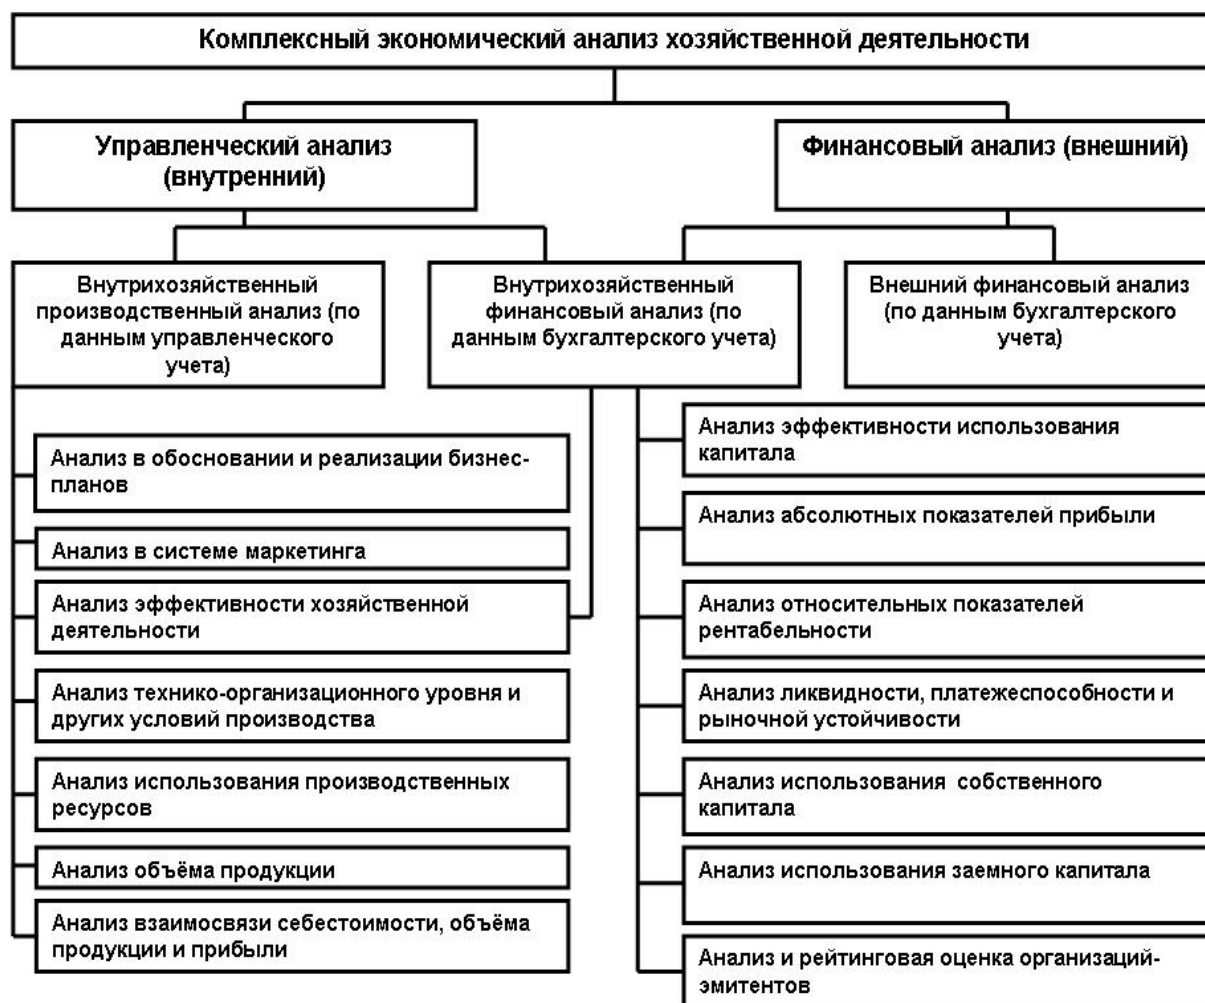 Комплексный экономический анализ хозяйственной деятельности
Управленческий анализ
(внутренний)
Финансовый анализ (внешний)
Внутрихозяйственный
производственный анализ (по
данным управленческого
учета)
Внутрихозяйственный
финансовый анализ (по
данным бухгалтерского учета)
Внешний финансовый анализ
(по данным бухгалтерского
учета)
Анализ в обосновании и реализации бизнес-
планов
Анализ в системе маркетинга
Анализ эффективности хозяйственной
деятельности
Анализ технико-организационного уровня и
других условий производства
Анализ использования производственных
ресурсов
Анализ объёма продукции
Анализ взаимосвязи себестоимости, объёма
продукции и прибыли
Анализ эффективности использования
капитала
Анализ абсолютных показателей прибыли
Анализ относительных показателей
рентабельности
Анализ ликвидности, платежеспособности и
рыночной устойчивости
Анализ использования  собственного
капитала
Анализ использования заемного капитала
Анализ и рейтинговая оценка организаций-
эмитентов